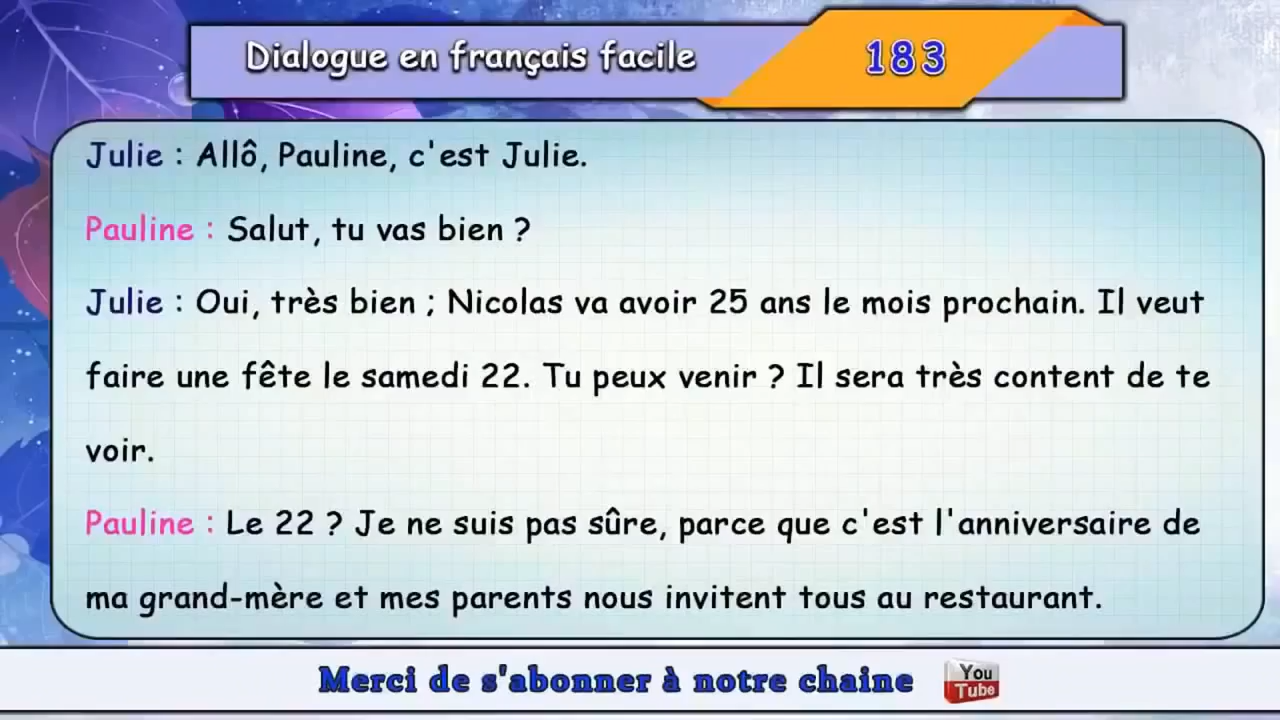 Dialogue en français facile
183
Julie : Allô, Pauline, c'est Julie.
Pauline : Salut, tu vas bien ?
Julie : Oui, très bien ; Nicolas va avoir 25 ans le mois prochain. Il veut
faire une fête le samedi 22. Tu peux venir ? Il sera très content de te
voir.
Pauline : Le 22 ? Je ne suis pas sûre, parce que c'est l'anniversaire de
ma grand-mère et mes parents nous invitent tous au restaurant.
Merci de s'abonner à notre chaine
You
Tube